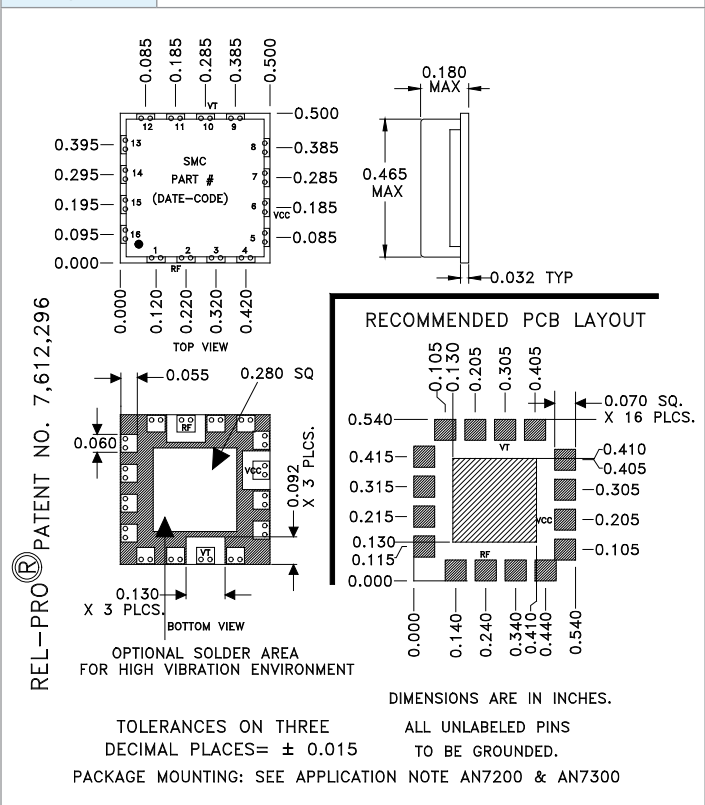 0.085 0.185 0.285 0.385 0.500
VT
12 11 10 9
0.500
0.395 13 8 0.385
0.295 14 7 0.285
0.195 15 6 VCC 0.185
0.095 16 5 0.085
0.000
SMC
PART #
(DATE-CODE)
1 2 3 4
RF
0.000 0.120 0.220 0.320 0.420
TOP VIEW
0.180
MAX
0.465
MAX
0.032 TYP
REL-PRO® PATENT NO. 7,612,296
0.055
0.280 SQ
0.060
RF
VCC
VT
0.092
X 3 PLCS.
0.130
X 3 PLCS.
BOTTOM VIEW
OPTIONAL SOLDER AREA
FOR HIGH VIBRATION ENVIRONMENT
RECOMMENDED PCB LAYOUT
0.105 0.130 0.205 0.305 0.405
0.070 SQ.
X 16 PLCS.
0.540
VT
0.415 0.410
0.405
0.315 0.305
0.215 VCC 0.205
0.130 0.105
0.115 RF
0.000
0.000 0.140 0.240 0.340 0.410 0.440 0.540
DIMENSIONS ARE IN INCHES.
TOLERANCES ON THREE
DECIMAL PLACES= ± 0.015
ALL UNLABELED PINS
TO BE GROUNDED.
PACKAGE MOUNTING: SEE APPLICATION NOTE AN7200 & AN7300